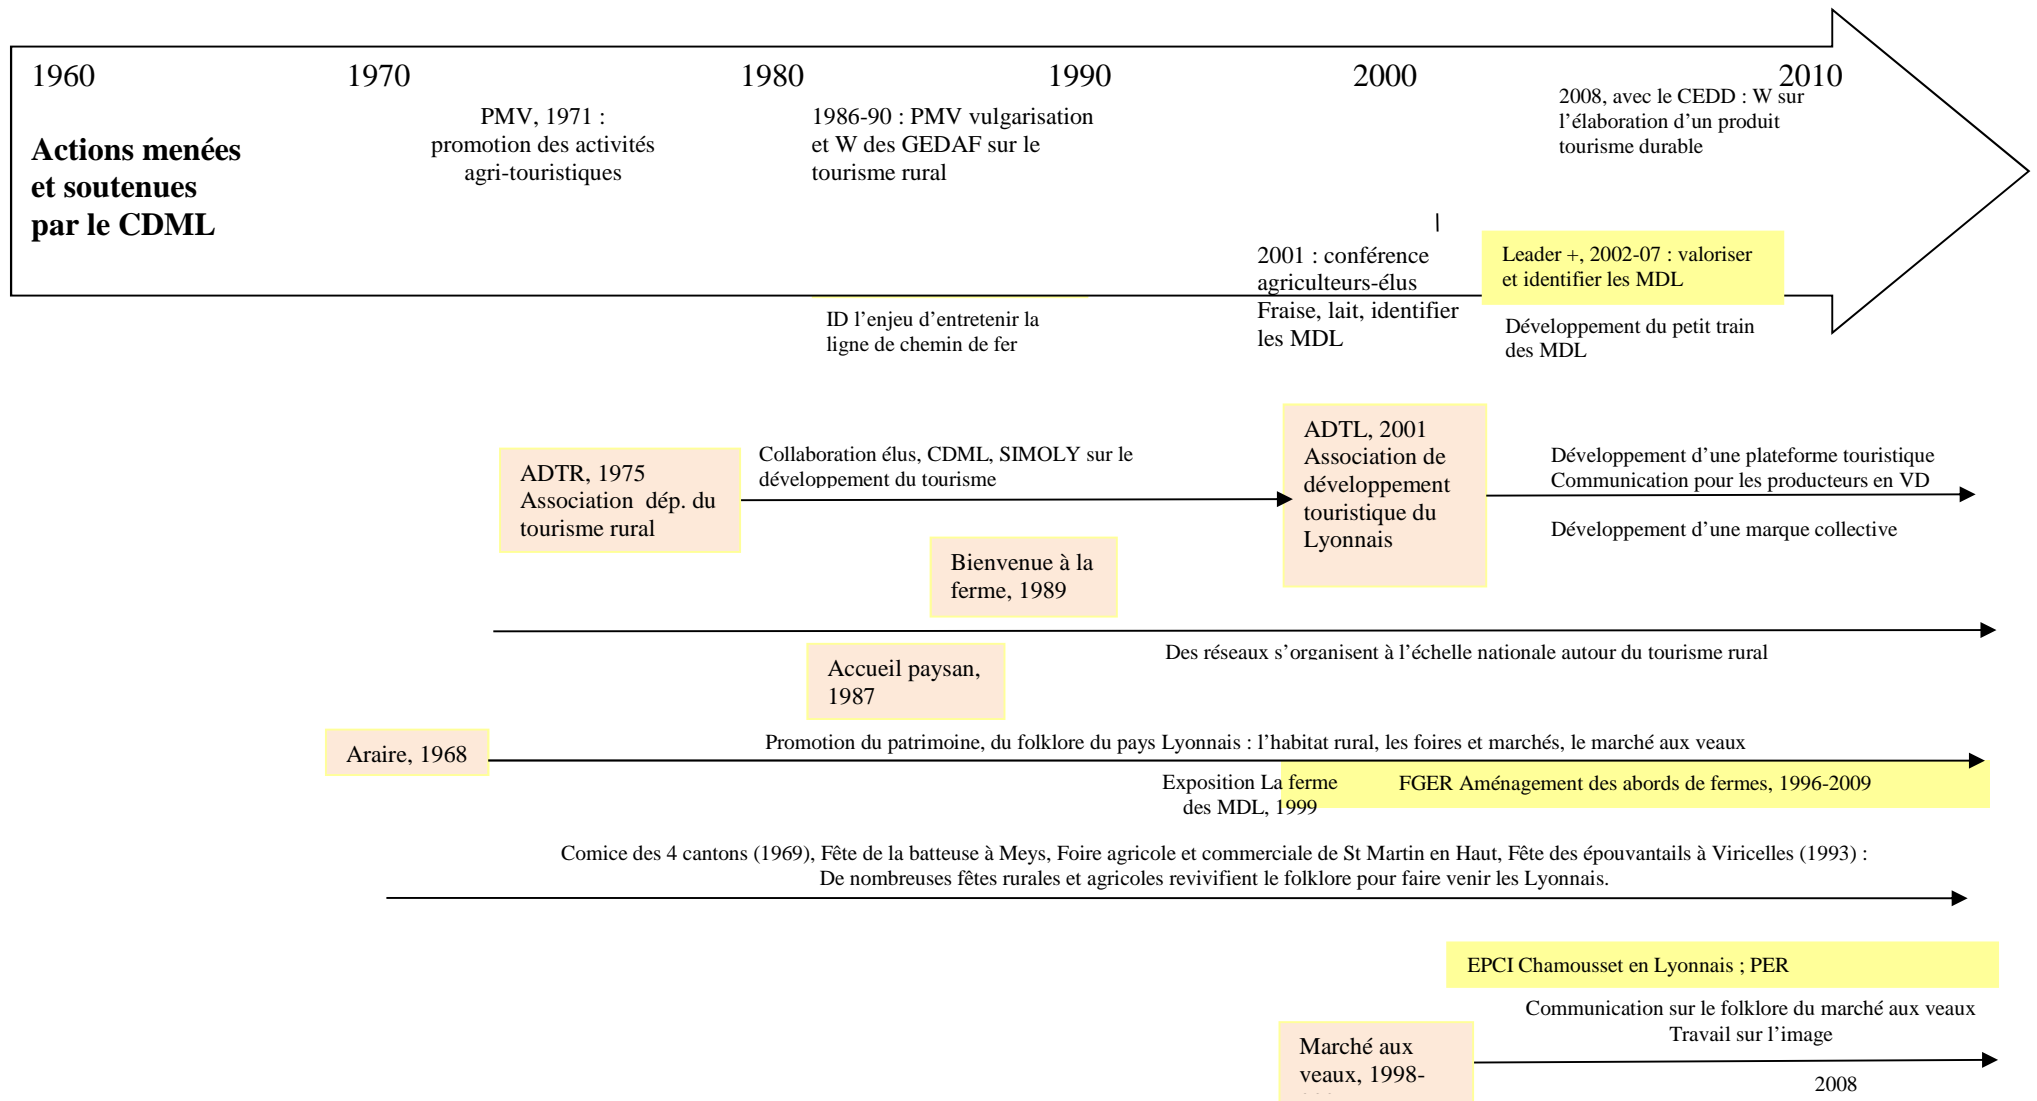 1960
1970
1980
1990
2000
2010
PMV, 1971 :
promotion des activités
agri-touristiques
1986-90 : PMV vulgarisation
et W des GEDAF sur le
tourisme rural
2008, avec le CEDD : W sur
l’élaboration d’un produit
tourisme durable
Actions menées
et soutenues
par le CDML
2001 : conférence
agriculteurs-élus
Fraise, lait, identifier
les MDL
Leader +, 2002-07 : valoriser
et identifier les MDL
ID l’enjeu d’entretenir la
ligne de chemin de fer
Développement du petit train
des MDL
ADTR, 1975
Association dép. du
tourisme rural
Collaboration élus, CDML, SIMOLY sur le
développement du tourisme
ADTL, 2001
Association de
développement
touristique du
Lyonnais
Développement d’une plateforme touristique
Communication pour les producteurs en VD
Développement d’une marque collective
Bienvenue à la
ferme, 1989
Des réseaux s’organisent à l’échelle nationale autour du tourisme rural
Accueil paysan,
1987
Araire, 1968
Promotion du patrimoine, du folklore du pays Lyonnais : l’habitat rural, les foires et marchés, le marché aux veaux
Exposition La ferme
des MDL, 1999
FGER Aménagement des abords de fermes, 1996-2009
Comice des 4 cantons (1969), Fête de la batteuse à Meys, Foire agricole et commerciale de St Martin en Haut, Fête des épouvantails à Viricelles (1993) :
De nombreuses fêtes rurales et agricoles revivifient le folklore pour faire venir les Lyonnais.
EPCI Chamousset en Lyonnais ; PER
Communication sur le folklore du marché aux veaux
Travail sur l’image
Marché aux
veaux, 1998-
2008